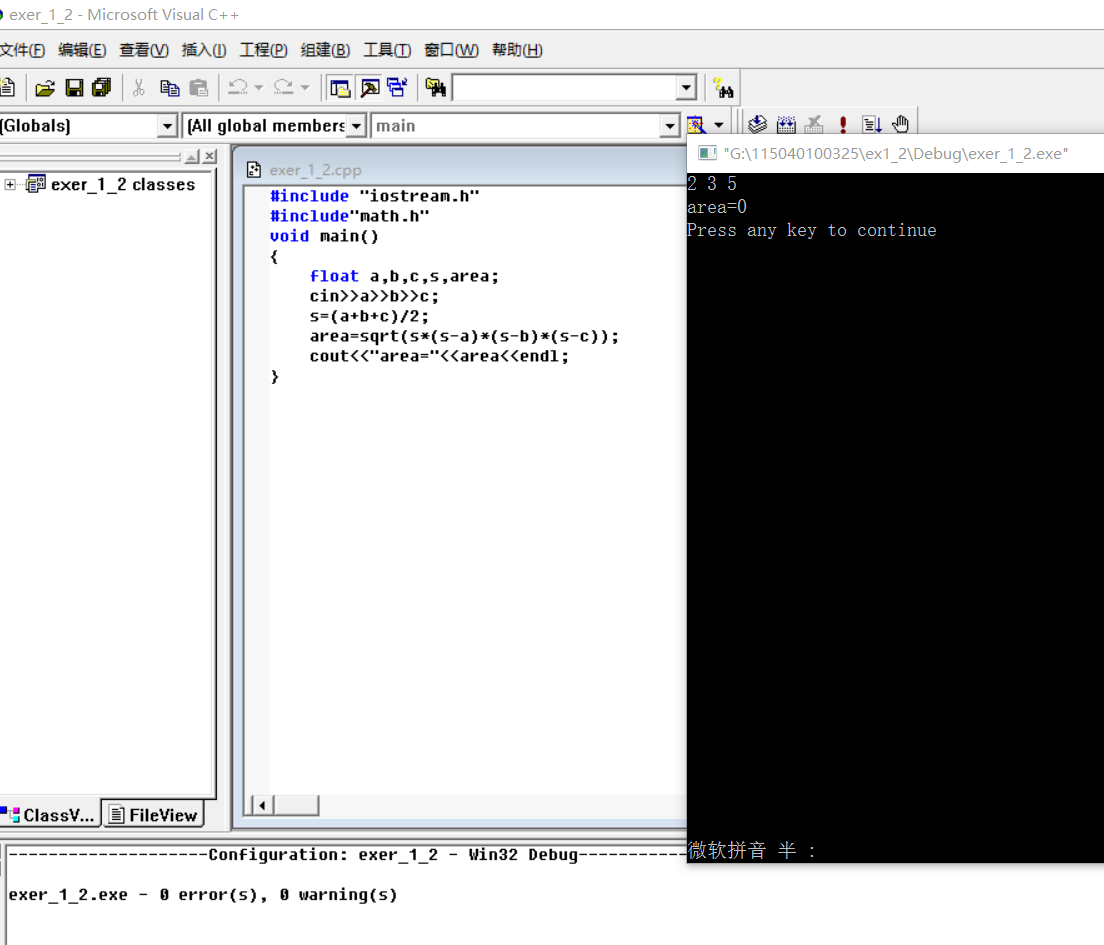 exer_1_2 - Microsoft Visual C++
文件(F) 编辑(E) 查看(V) 插入(I) 工程(P) 组建(B) 工具(T) 窗口(W) 帮助(H)
(Globals) (All global members main
exer_1_2 classes
ClassV... FileView
exer_1_2.cpp
#include "iostream.h"
#include"math.h"
void main()
{
float a,b,c,s,area;
cin>>a>>b>>c;
s=(a+b+c)/2;
area=sqrt(s*(s-a)*(s-b)*(s-c));
cout<<"area="<<area<<endl;
}
"G:\115040100325\ex1_2\Debug\exer_1_2.exe"
2 3 5
area=0
Press any key to continue
微软拼音 半 :
--------------------Configuration: exer_1_2 - Win32 Debug-----------
exer_1_2.exe - 0 error(s), 0 warning(s)